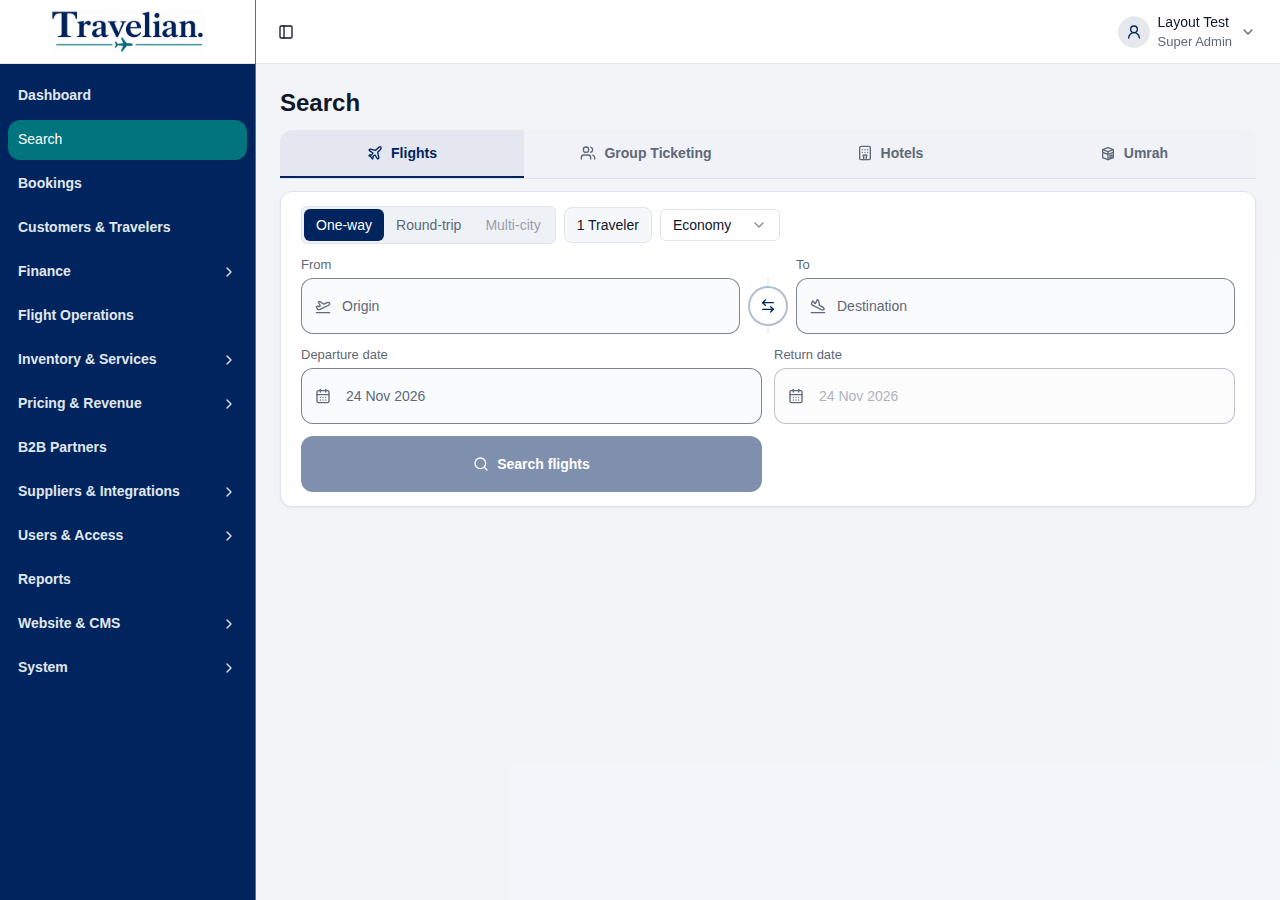 Travelian.
Layout Test
Super Admin
Dashboard
Search
Bookings
Customers & Travelers
Finance
Flight Operations
Inventory & Services
Pricing & Revenue
B2B Partners
Suppliers & Integrations
Users & Access
Reports
Website & CMS
System
Search
Flights
Group Ticketing
Hotels
Umrah
One-way
Round-trip
Multi-city
1 Traveler
Economy
From
To
Origin
Destination
Departure date
Return date
24 Nov 2026
24 Nov 2026
Search flights